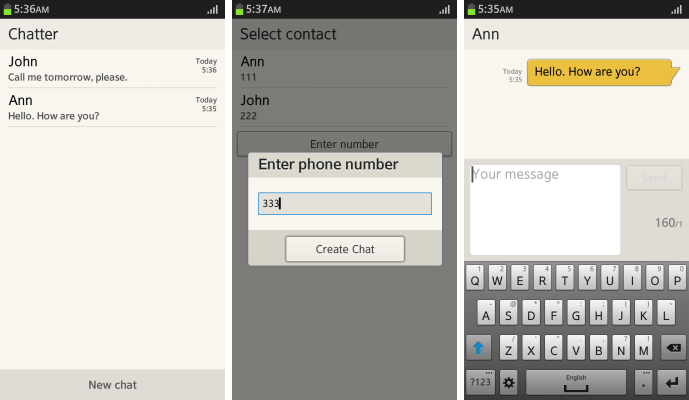 5:36AM
Chatter
John
Today
Call me tomorrow, please.
5:36
Ann
Today
Hello. How are you?
5:35
New chat
5:37AM
Select contact
Ann
111
John
222
Enter number
Enter phone number
333
Create Chat
5:35AM
Ann
Today
5:35
Hello. How are you?
Your message
Send
160/1
1 2 3 4 5 6 7 8 9 0
Q W E R T Y U I O P
- @ * ^ : ; ( ) ~
A S D F G H J K L
/ ' " . , ? !
Z X C V B N M
?123
English
.